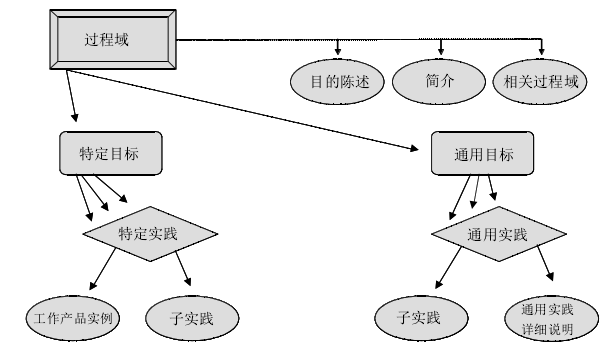 过程域
目的陈述
简介
相关过程域
特定目标
通用目标
特定实践
通用实践
工作产品实例
子实践
子实践
通用实践
详细说明